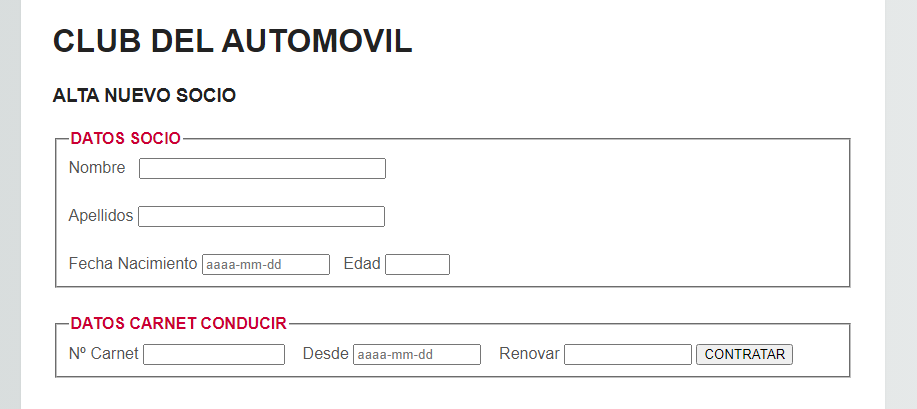 CLUB DEL AUTOMOVIL
ALTA NUEVO SOCIO
DATOS SOCIO
Nombre
Apellidos
Fecha Nacimiento aaaa-mm-dd Edad
DATOS CARNET CONDUCIR
Nº Carnet Desde aaaa-mm-dd Renovar CONTRATAR